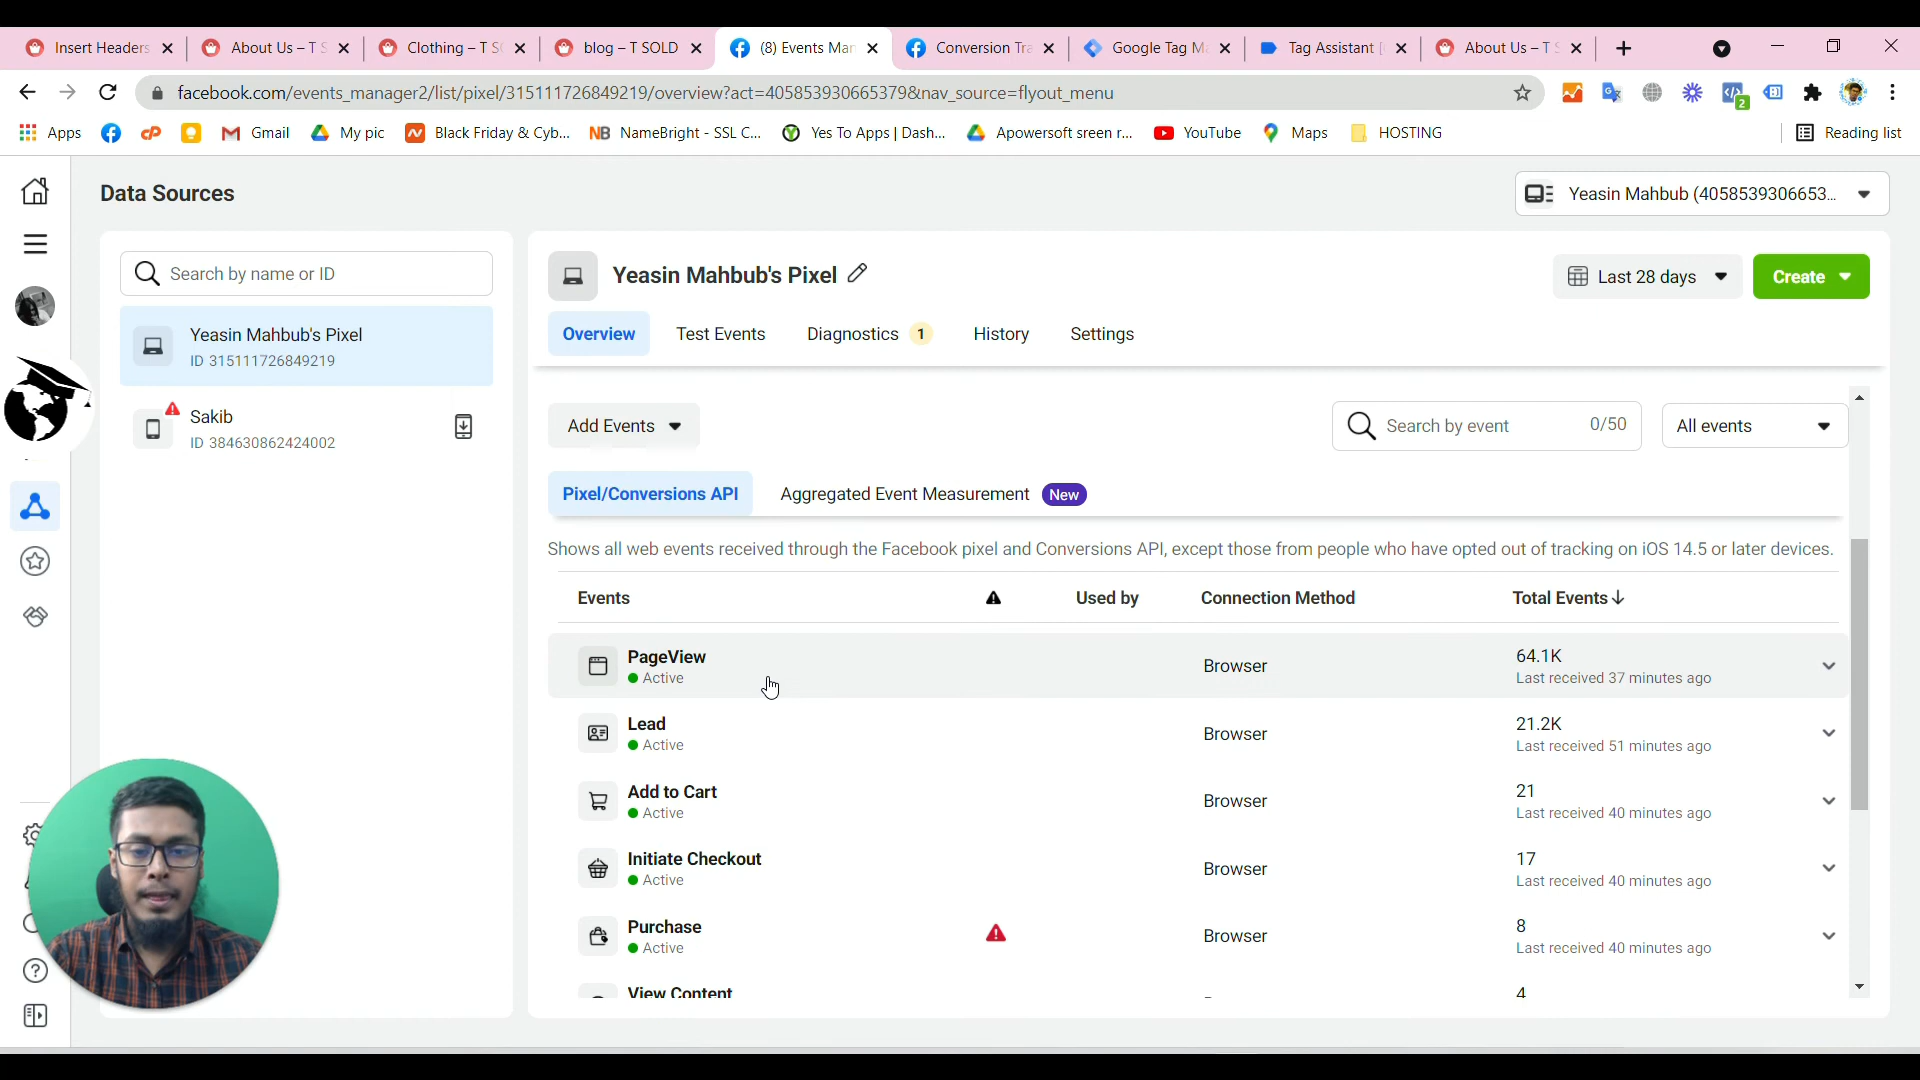 Insert Headers
About Us – T S
Clothing – T S
blog – T SOLD
(8) Events Man
Conversion Tra
Google Tag M
Tag Assistant [
About Us – T S
facebook.com/events_manager2/list/pixel/315111726849219/overview?act=405853930665379&nav_source=flyout_menu
2
Apps
Gmail
My pic
Black Friday & Cyb...
NB NameBright - SSL C...
Yes To Apps | Dash...
Apowersoft sreen r...
YouTube
Maps
HOSTING
Reading list
Data Sources
Yeasin Mahbub (4058539306653...
Search by name or ID
Yeasin Mahbub's Pixel
ID 315111726849219
Sakib
ID 384630862424002
Yeasin Mahbub's Pixel
Last 28 days
Create
Overview
Test Events
Diagnostics 1
History
Settings
Add Events
Search by event 0/50
All events
Pixel/Conversions API
Aggregated Event Measurement New
Shows all web events received through the Facebook pixel and Conversions API, except those from people who have opted out of tracking on iOS 14.5 or later devices.
Events Used by Connection Method Total Events
PageView Browser 64.1K
Active Last received 37 minutes ago
Lead Browser 21.2K
Active Last received 51 minutes ago
Add to Cart Browser 21
Active Last received 40 minutes ago
Initiate Checkout Browser 17
Active Last received 40 minutes ago
Purchase Browser 8
Active Last received 40 minutes ago
View Content 4